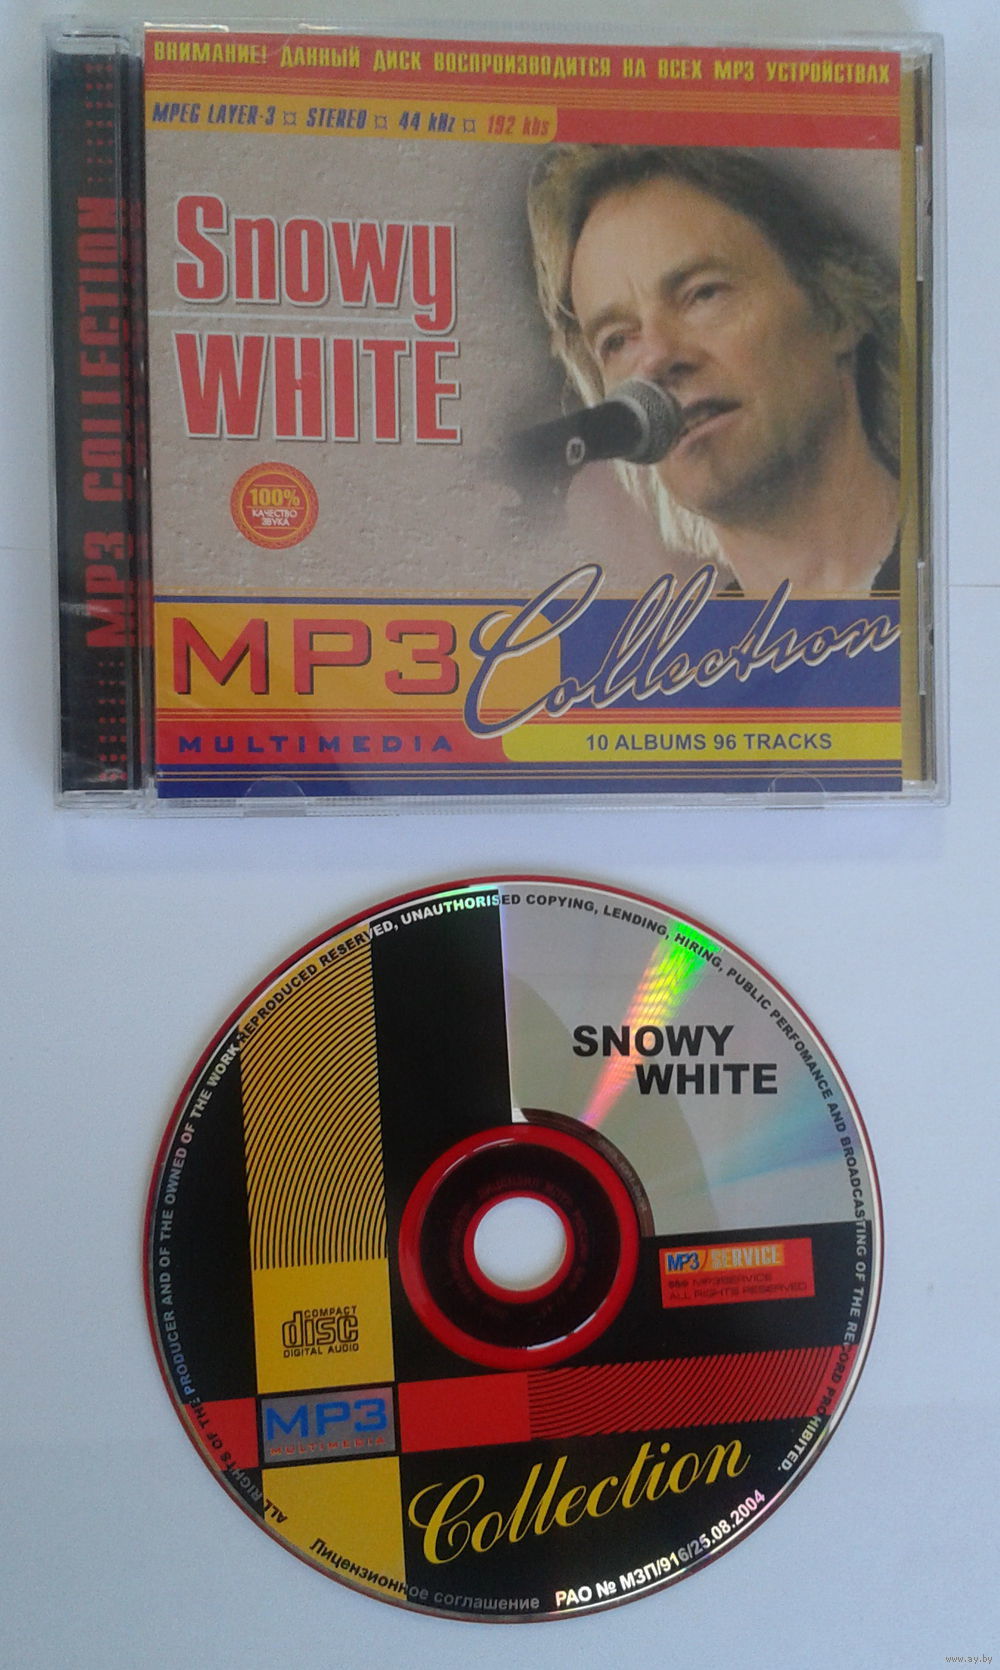 ВНИМАНИЕ! ДАННЫЙ ДИСК ВОСПРОИЗВОДИТСЯ НА ВСЕХ MP3 УСТРОЙСТВАХ
MPEG LAYER-3 ¤ STEREO ¤ 44 kHz ¤ 192 kbs
MP3 COLLECTION
Snowy
WHITE
100%
КАЧЕСТВО
ЗВУКА
MP3 Collection
MULTIMEDIA
10 ALBUMS 96 TRACKS
ALL RIGHTS OF THE PRODUCER AND OF THE OWNED OF THE WORK REPRODUCED RESERVED, UNAUTHORISED COPYING, LENDING, HIRING, PUBLIC PERFOMANCE AND BROADCASTING OF THE RECORD PROHIBITED.
SNOWY
WHITE
MP3/SERVICE
MP3SERVICE
ALL RIGHTS RESERVED
COMPACT
disc
DIGITAL AUDIO
MP3
MULTIMEDIA
Collection
Лицензионное соглашение РАО № МЗП/916/25.08.2004
www.ay.by